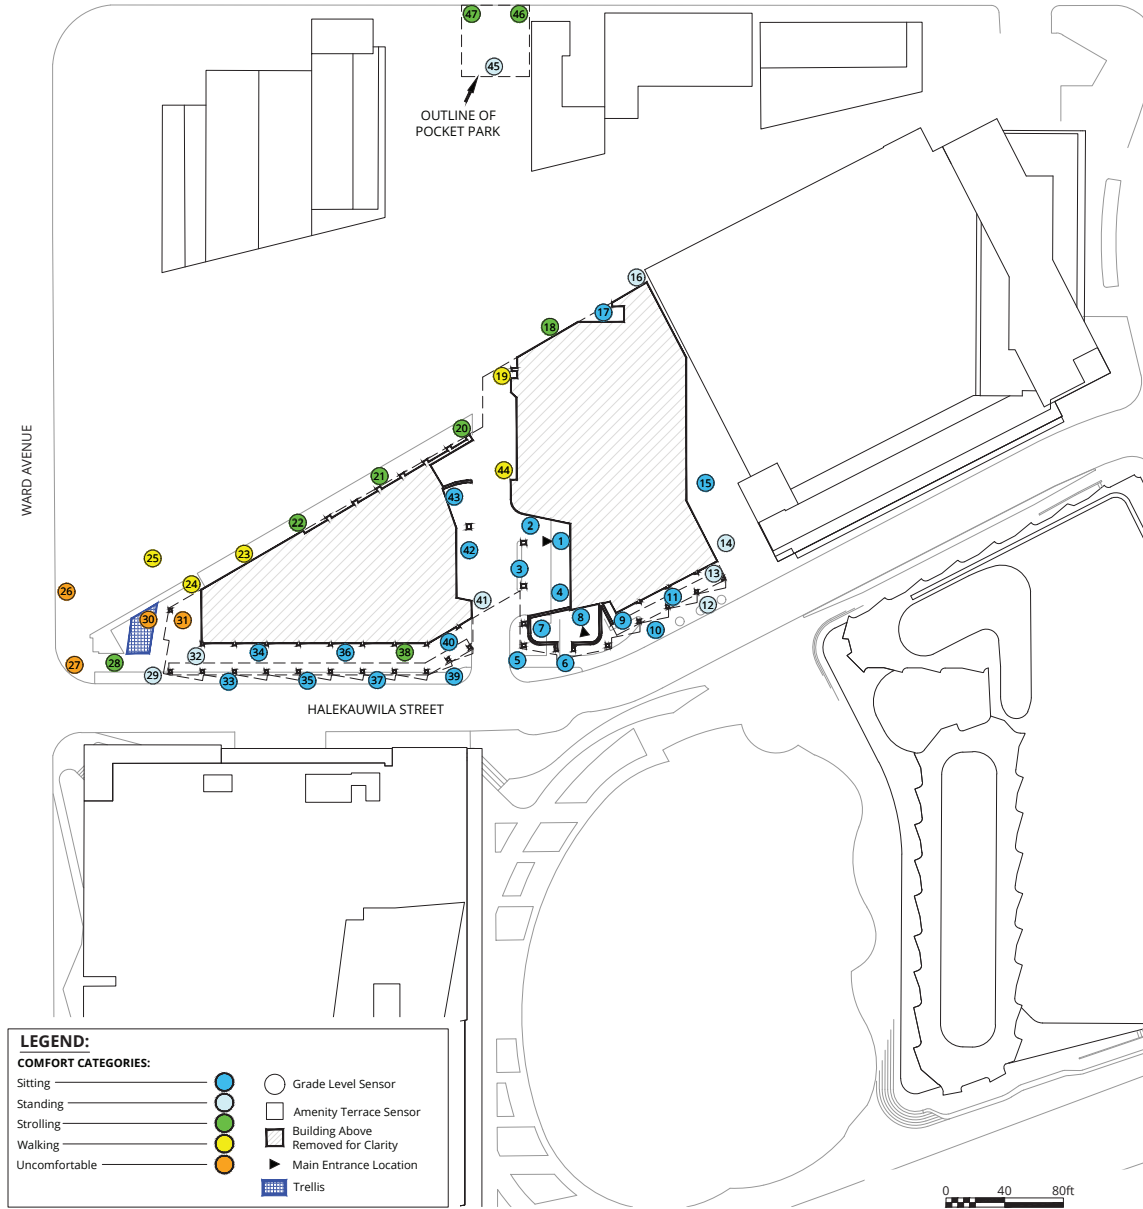 47
46
45
OUTLINE OF
POCKET PARK
16
17
18
19
20
WARD AVENUE
21
44
15
43
22
2
1
14
42
23
25
3
13
24
26
4
11
41
12
30
31
8
9
7
10
40
32
34
36
38
5
6
28
27
29
33
35
37
39
HALEKAUWILA STREET
LEGEND:
COMFORT CATEGORIES:
Sitting
Standing
Strolling
Walking
Uncomfortable
Grade Level Sensor
Amenity Terrace Sensor
Building Above
Removed for Clarity
Main Entrance Location
Trellis
0 40 80ft